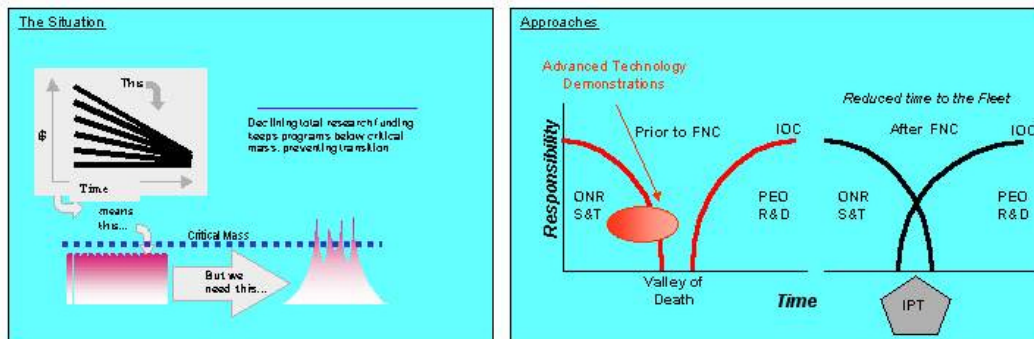 The Situation
This
$
Time
means
this...
Declining total research funding
keeps programs below critical
mass, preventing transition
Critical Mass
But we
need this...
Approaches
Advanced Technology
Demonstrations
Reduced time to the Fleet
Prior to FNC
IOC
After FNC
IOC
Responsibility
ONR
S&T
PEO
R&D
ONR
S&T
PEO
R&D
Valley of
Death
Time
IPT